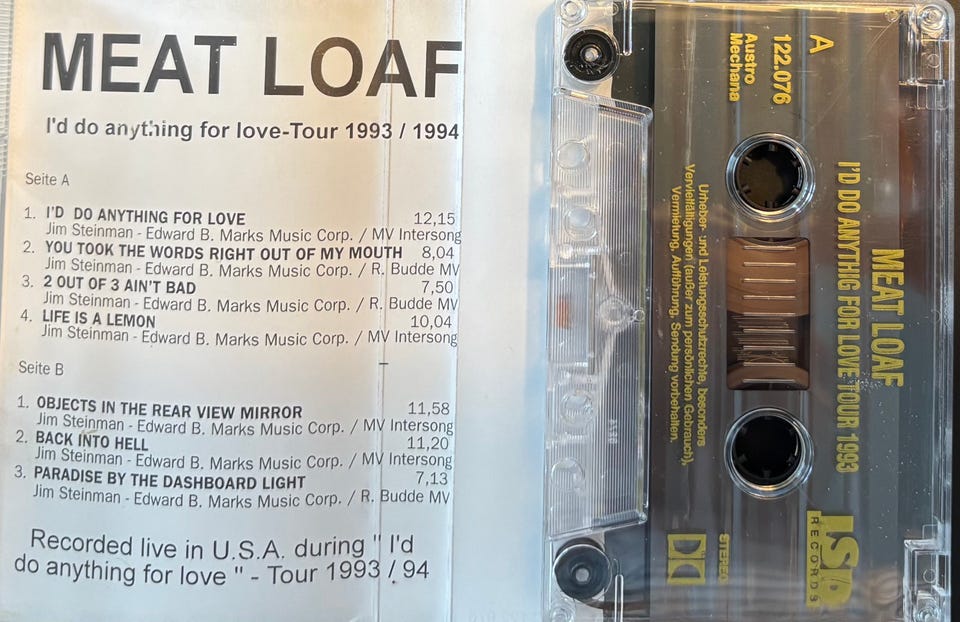 MEAT LOAF
I'd do anything for love-Tour 1993 / 1994
Seite A
1. I'D DO ANYTHING FOR LOVE 12,15
Jim Steinman - Edward B. Marks Music Corp. / MV Intersong
2. YOU TOOK THE WORDS RIGHT OUT OF MY MOUTH 8,04
Jim Steinman - Edward B. Marks Music Corp. / R. Budde MV
3. 2 OUT OF 3 AIN'T BAD 7,50
Jim Steinman - Edward B. Marks Music Corp. / R. Budde MV
4. LIFE IS A LEMON 10,04
Jim Steinman - Edward B. Marks Music Corp. / MV Intersong
Seite B
1. OBJECTS IN THE REAR VIEW MIRROR 11,58
Jim Steinman - Edward B. Marks Music Corp. / MV Intersong
2. BACK INTO HELL 11,20
Jim Steinman - Edward B. Marks Music Corp. / MV Intersong
3. PARADISE BY THE DASHBOARD LIGHT 7,13
Jim Steinman - Edward B. Marks Music Corp. / R. Budde MV
Recorded live in U.S.A. during " I'd
do anything for love " - Tour 1993 / 94
MEAT LOAF
I'D DO ANYTHING FOR LOVE TOUR 1993
A
122.076
Austro
Mechana
Urheber- und Leistungsschutzrechte, besonders
Vervielfältigungen (außer zum persönlichen Gebrauch),
Vermietung, Aufführung, Sendung vorbehalten.
STEREO
LSP
RECORDS